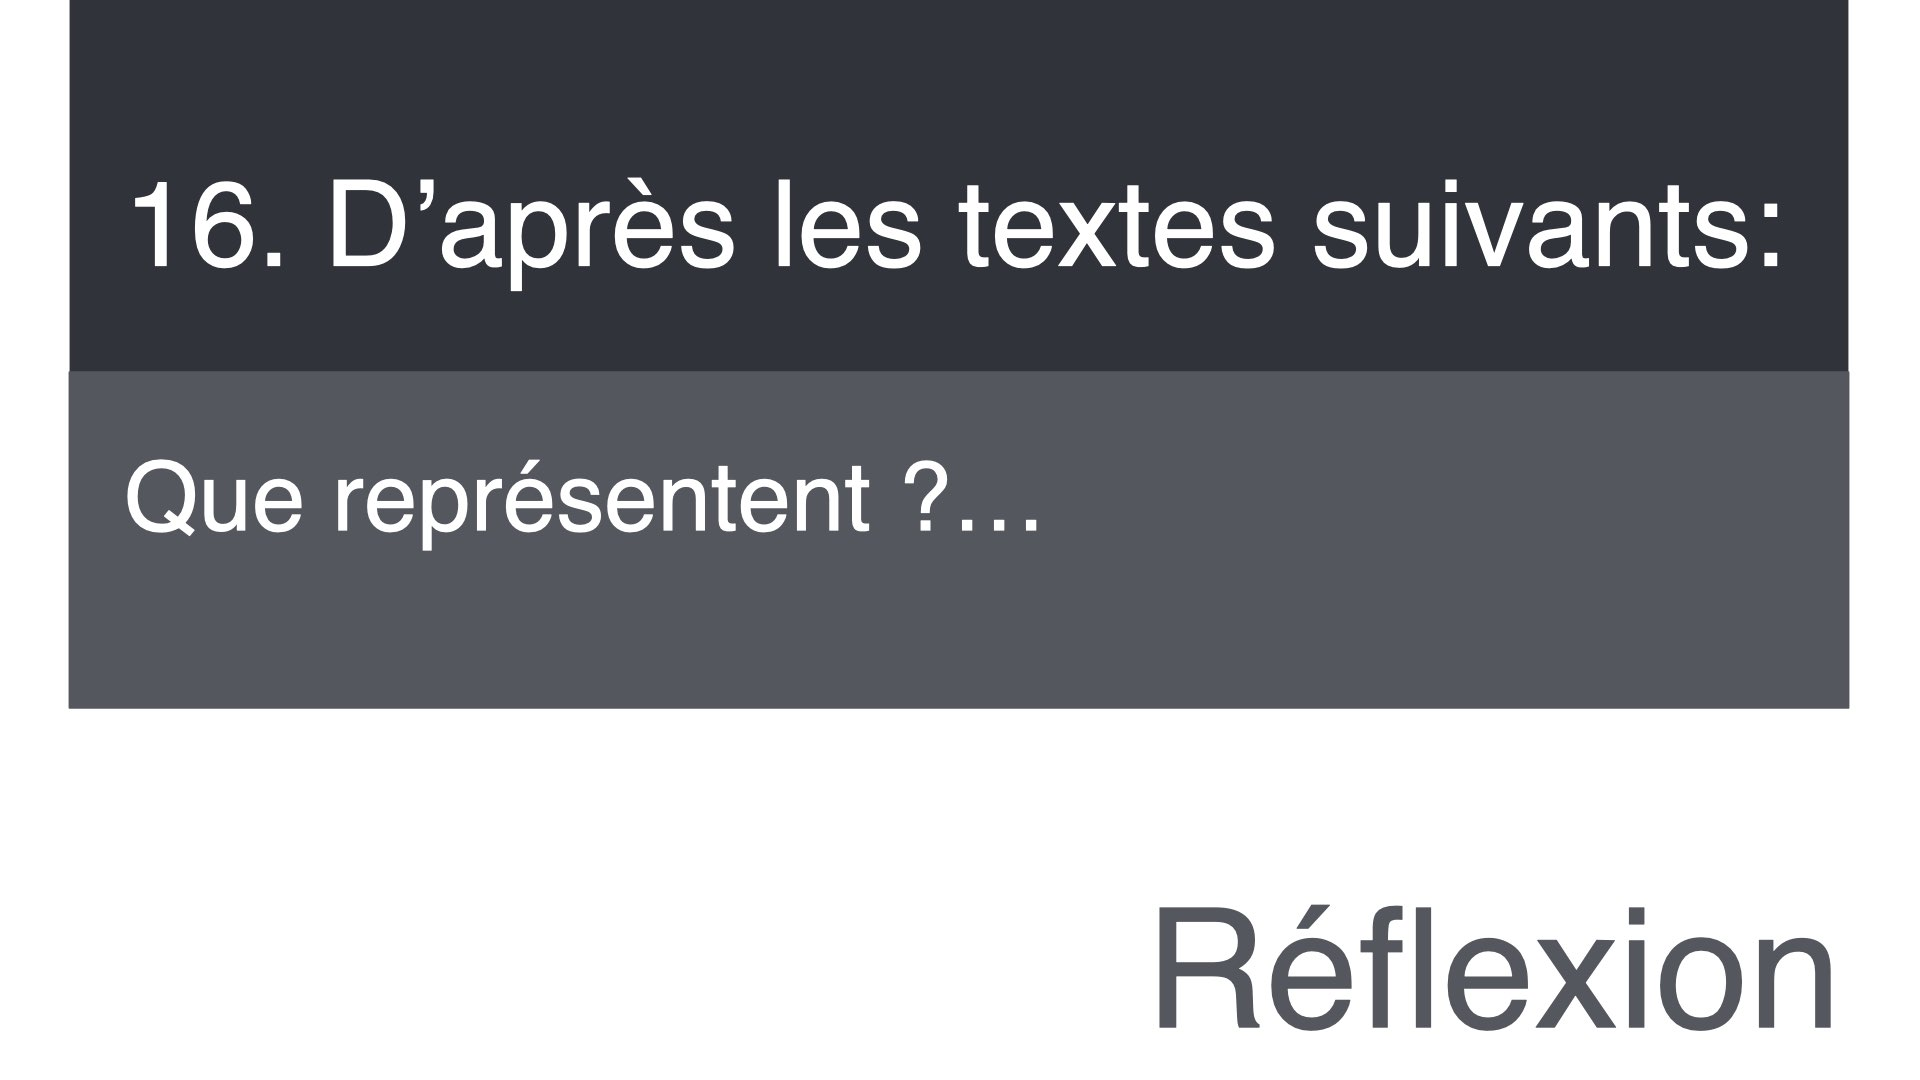 16. D’après les textes suivants:
Que représentent ?…
Réflexion